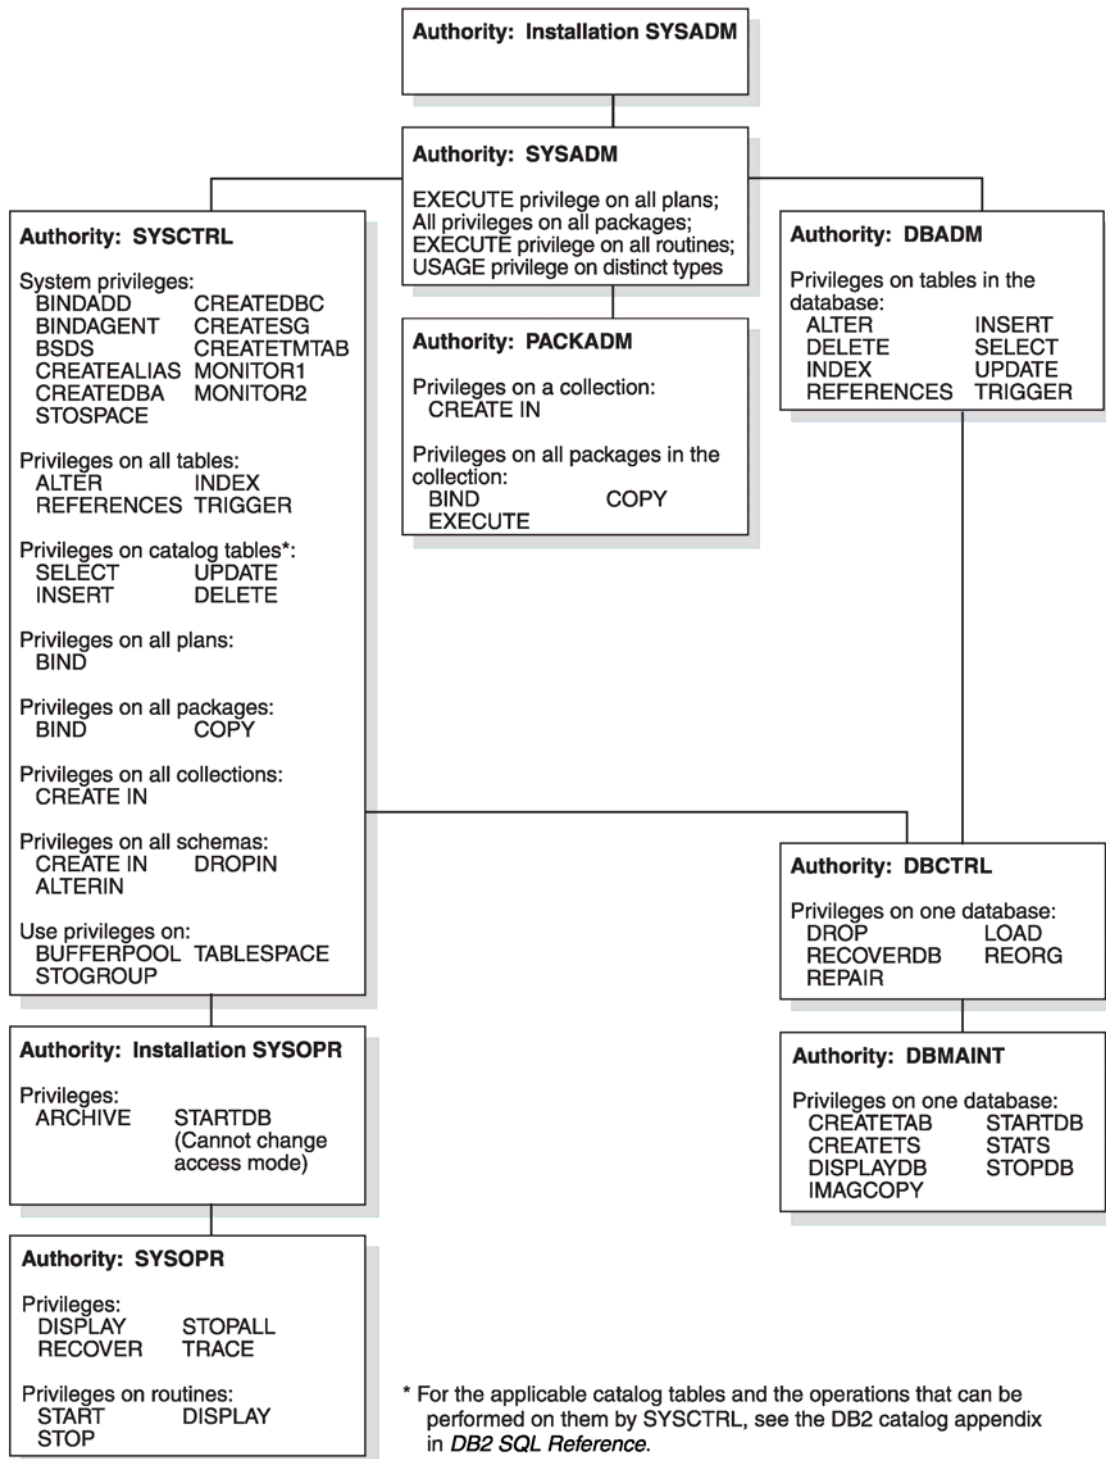 Authority: Installation SYSADM
Authority: SYSADM
EXECUTE privilege on all plans;
All privileges on all packages;
EXECUTE privilege on all routines;
USAGE privilege on distinct types
Authority: SYSCTRL
System privileges:
BINDADD CREATEDBC
BINDAGENT CREATESG
BSDS CREATETMTAB
CREATEALIAS MONITOR1
CREATEDBA MONITOR2
STOSPACE
Privileges on all tables:
ALTER INDEX
REFERENCES TRIGGER
Privileges on catalog tables*:
SELECT UPDATE
INSERT DELETE
Privileges on all plans:
BIND
Privileges on all packages:
BIND COPY
Privileges on all collections:
CREATE IN
Privileges on all schemas:
CREATE IN DROPIN
ALTERIN
Use privileges on:
BUFFERPOOL TABLESPACE
STOGROUP
Authority: PACKADM
Privileges on a collection:
CREATE IN
Privileges on all packages in the
collection:
BIND COPY
EXECUTE
Authority: DBADM
Privileges on tables in the
database:
ALTER INSERT
DELETE SELECT
INDEX UPDATE
REFERENCES TRIGGER
Authority: DBCTRL
Privileges on one database:
DROP LOAD
RECOVERDB REORG
REPAIR
Authority: Installation SYSOPR
Privileges:
ARCHIVE STARTDB
(Cannot change
access mode)
Authority: DBMAINT
Privileges on one database:
CREATETAB STARTDB
CREATETS STATS
DISPLAYDB STOPDB
IMAGCOPY
Authority: SYSOPR
Privileges:
DISPLAY STOPALL
RECOVER TRACE
Privileges on routines:
START DISPLAY
STOP
* For the applicable catalog tables and the operations that can be
performed on them by SYSCTRL, see the DB2 catalog appendix
in DB2 SQL Reference.